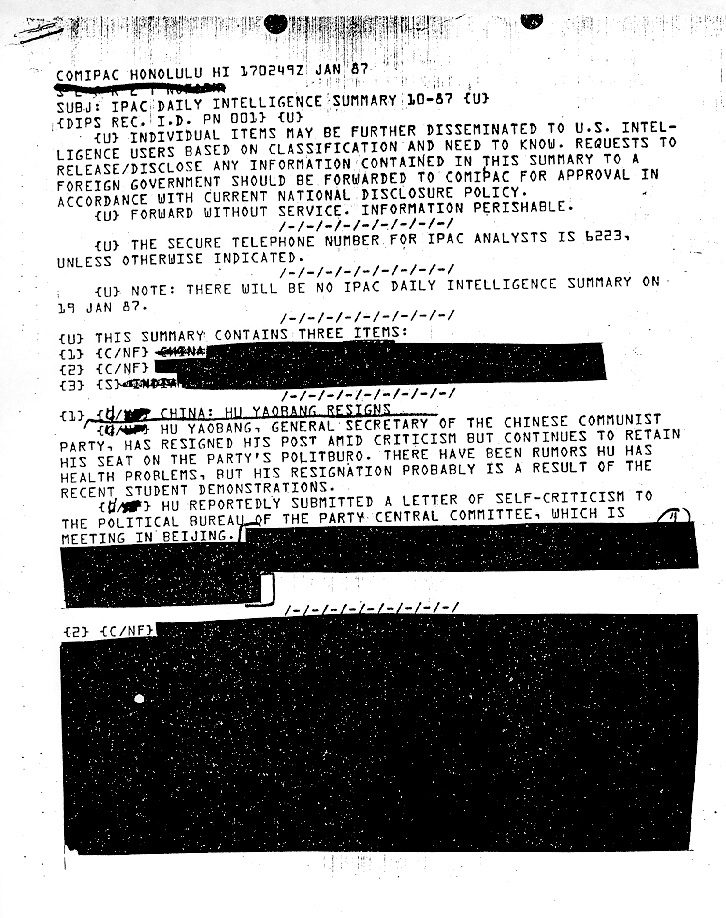 COMIPAC HONOLULU HI 170249Z JAN 87
SUBJ: IPAC DAILY INTELLIGENCE SUMMARY 10-87 {U}
{DIPS REC. I.D. PN 001} {U}
{U} INDIVIDUAL ITEMS MAY BE FURTHER DISSEMINATED TO U.S. INTEL-
LIGENCE USERS BASED ON CLASSIFICATION AND NEED TO KNOW. REQUESTS TO
RELEASE/DISCLOSE ANY INFORMATION CONTAINED IN THIS SUMMARY TO A
FOREIGN GOVERNMENT SHOULD BE FORWARDED TO COMIPAC FOR APPROVAL IN
ACCORDANCE WITH CURRENT NATIONAL DISCLOSURE POLICY.
{U} FORWARD WITHOUT SERVICE. INFORMATION PERISHABLE.
/-/-/-/-/-/-/-/-/-/
{U} THE SECURE TELEPHONE NUMBER FOR IPAC ANALYSTS IS 6223,
UNLESS OTHERWISE INDICATED.
/-/-/-/-/-/-/-/-/-/
{U} NOTE: THERE WILL BE NO IPAC DAILY INTELLIGENCE SUMMARY ON
19 JAN 87.
/-/-/-/-/-/-/-/-/-/
{U} THIS SUMMARY CONTAINS THREE ITEMS:
{1} {C/NF} CHINA
{2} {C/NF}
{3} {S} INDIA
/-/-/-/-/-/-/-/-/-/
{1} CHINA: HU YAOBANG RESIGNS
HU YAOBANG, GENERAL SECRETARY OF THE CHINESE COMMUNIST
PARTY, HAS RESIGNED HIS POST AMID CRITICISM BUT CONTINUES TO RETAIN
HIS SEAT ON THE PARTY'S POLITBURO. THERE HAVE BEEN RUMORS HU HAS
HEALTH PROBLEMS, BUT HIS RESIGNATION PROBABLY IS A RESULT OF THE
RECENT STUDENT DEMONSTRATIONS.
HU REPORTEDLY SUBMITTED A LETTER OF SELF-CRITICISM TO
THE POLITICAL BUREAU OF THE PARTY CENTRAL COMMITTEE, WHICH IS
MEETING IN BEIJING.
/-/-/-/-/-/-/-/-/-/
{2} {C/NF}